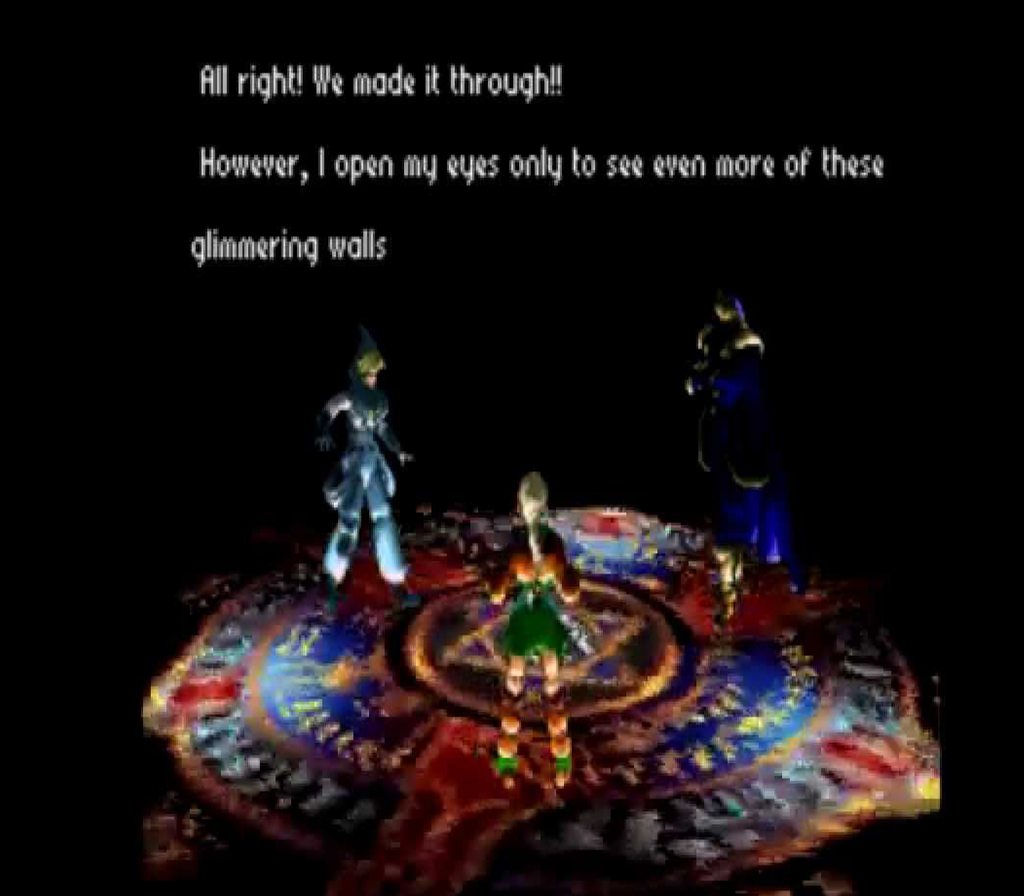 All right! We made it through!!
However, I open my eyes only to see even more of these
glimmering walls